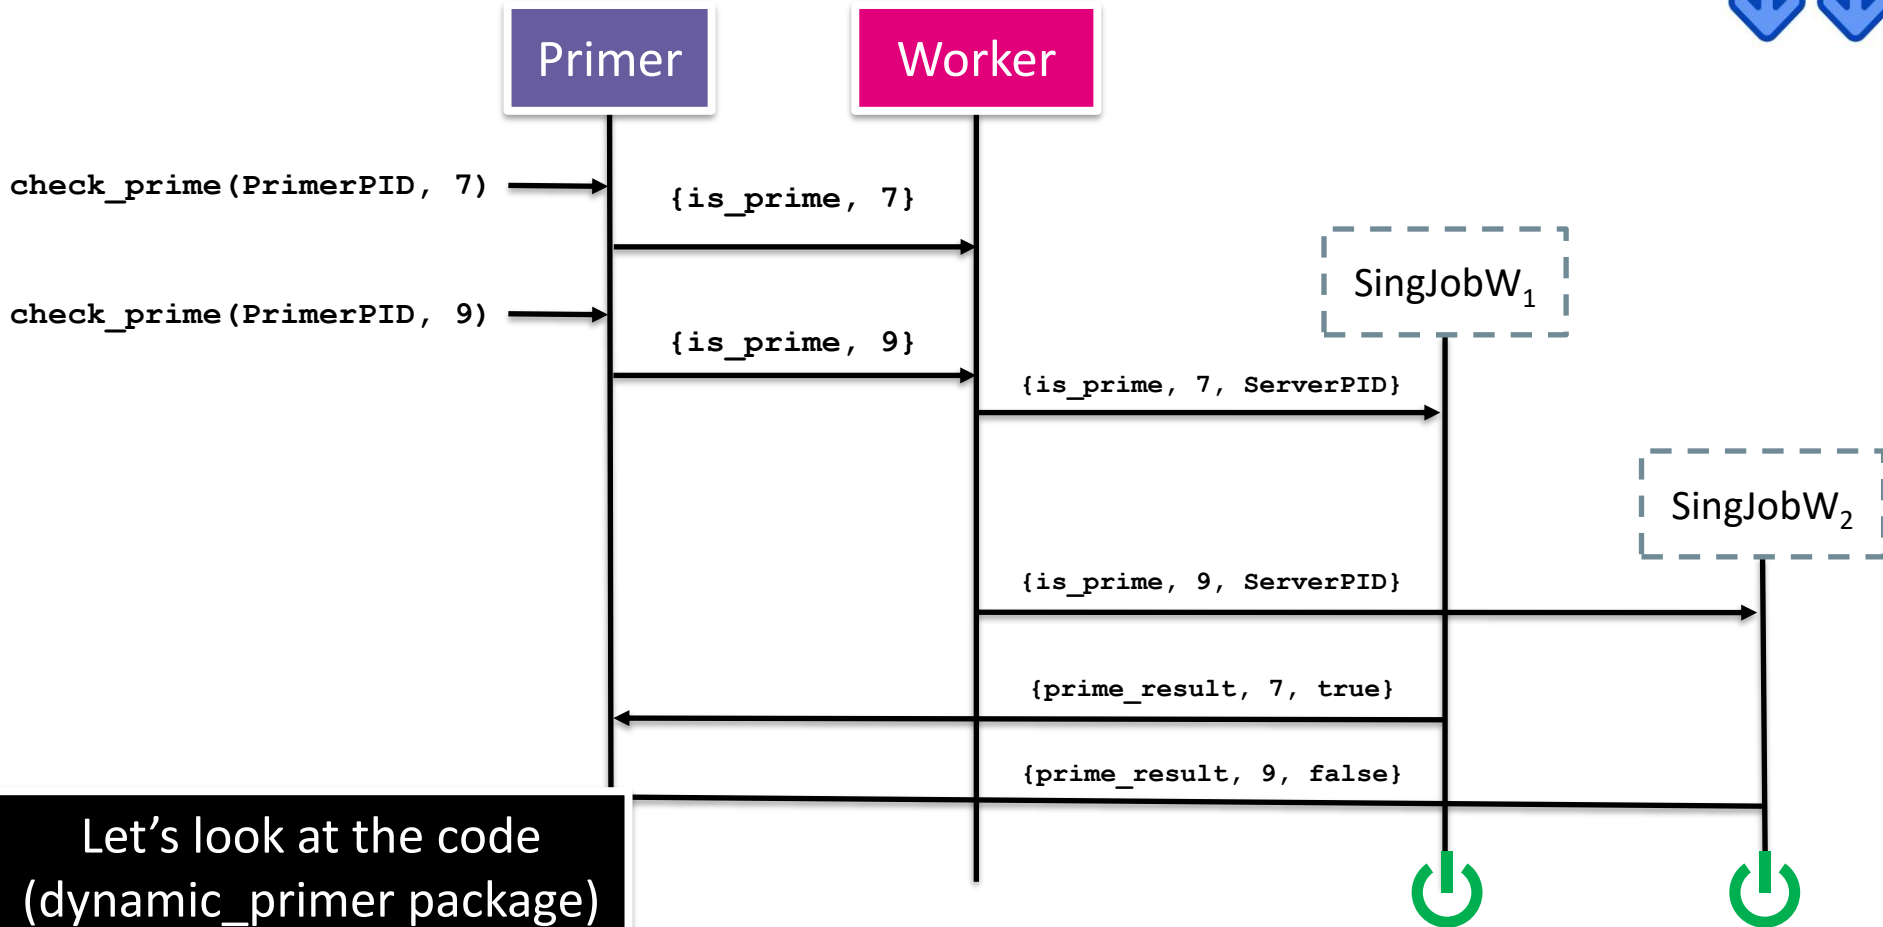 Primer
Worker
check_prime(PrimerPID, 7)
{is_prime, 7}
check_prime(PrimerPID, 9)
{is_prime, 9}
SingJobW₁
{is_prime, 7, ServerPID}
SingJobW₂
{is_prime, 9, ServerPID}
{prime_result, 7, true}
{prime_result, 9, false}
Let’s look at the code
(dynamic_primer package)